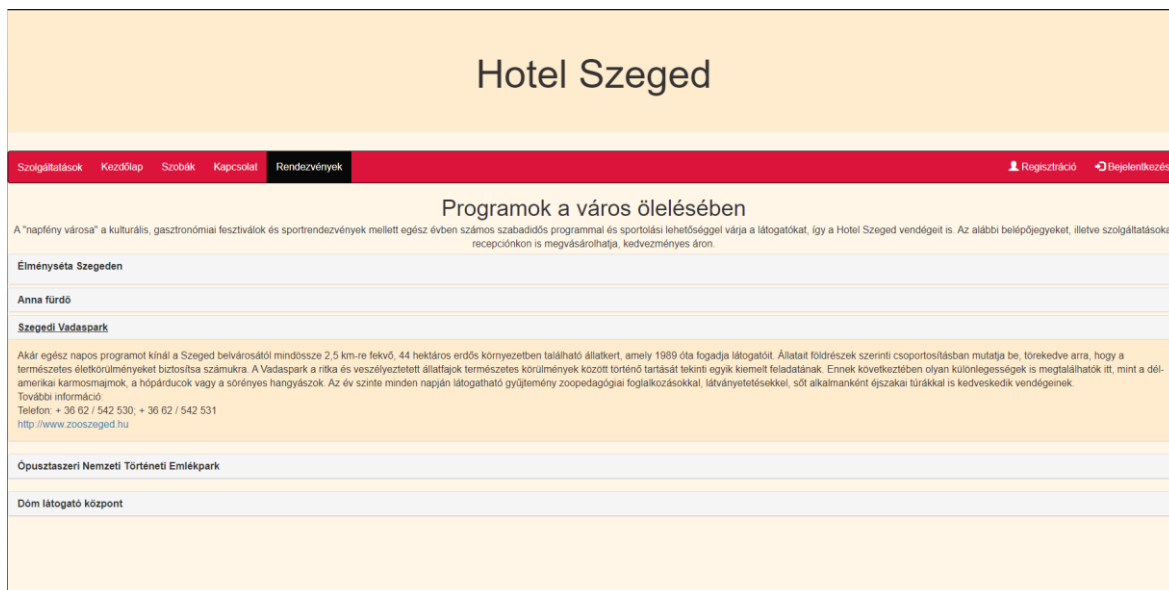 Hotel Szeged
Szolgáltatások Kezdőlap Szobák Kapcsolat Rendezvények Regisztráció Bejelentkezés
Programok a város ölelésében
A "napfény városa" a kulturális, gasztronómiai fesztiválok és sportrendezvények mellett egész évben számos szabadidős programmal és sportolási lehetőséggel várja a látogatókat, így a Hotel Szeged vendégeit is. Az alábbi belépőjegyeket, illetve szolgáltatásoka
recepciónkon is megvásárolhatja, kedvezményes áron.
Élményséta Szegeden
Anna fürdő
Szegedi Vadaspark
Akár egész napos programot kínál a Szeged belvárosától mindössze 2,5 km-re fekvő, 44 hektáros erdős környezetben található állatkert, amely 1989 óta fogadja látogatóit. Állatait földrészek szerinti csoportosításban mutatja be, törekedve arra, hogy a
természetes életkörülményeket biztosítsa számukra. A Vadaspark a ritka és veszélyeztetett állatfajok természetes körülmények között történő tartását tekinti egyik kiemelt feladatának. Ennek következtében olyan különlegességek is megtalálhatók itt, mint a dél-
amerikai karmosmajmok, a hópárducok vagy a sörényes hangyászok. Az év szinte minden napján látogatható gyűjtemény zoopedagógiai foglalkozásokkal, látványetetésekkel, sőt alkalmanként éjszakai túrákkal is kedveskedik vendégeinek.
További információ:
Telefon: + 36 62 / 542 530; + 36 62 / 542 531
http://www.zooszeged.hu
Ópusztaszeri Nemzeti Történeti Emlékpark
Dóm látogató központ